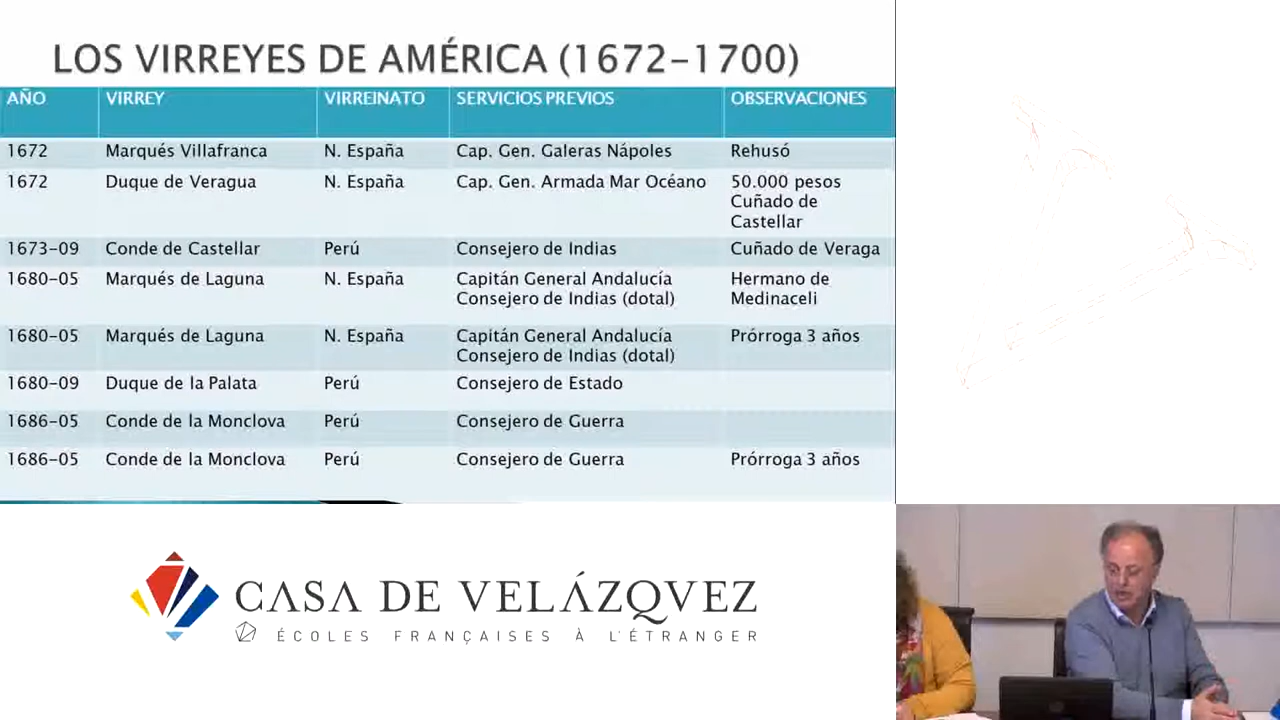 LOS VIRREYES DE AMÉRICA (1672-1700)
AÑO VIRREY VIRREINATO SERVICIOS PREVIOS OBSERVACIONES
1672 Marqués Villafranca N. España Cap. Gen. Galeras Nápoles Rehusó
1672 Duque de Veragua N. España Cap. Gen. Armada Mar Océano 50.000 pesos
Cuñado de
Castellar
1673-09 Conde de Castellar Perú Consejero de Indias Cuñado de Veraga
1680-05 Marqués de Laguna N. España Capitán General Andalucía Hermano de
Consejero de Indias (dotal) Medinaceli
1680-05 Marqués de Laguna N. España Capitán General Andalucía Prórroga 3 años
Consejero de Indias (dotal)
1680-09 Duque de la Palata Perú Consejero de Estado
1686-05 Conde de la Monclova Perú Consejero de Guerra
1686-05 Conde de la Monclova Perú Consejero de Guerra Prórroga 3 años
CASA DE VELÁZQVEZ
ÉCOLES FRANÇAISES À L'ÉTRANGER